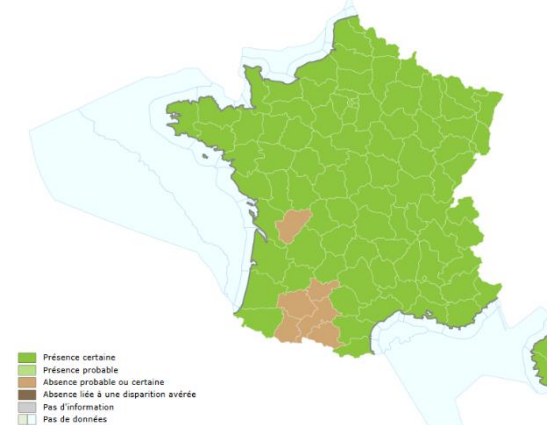 Présence certaine
Présence probable
Absence probable ou certaine
Absence liée à une disparition avérée
Pas d'information
Pas de données